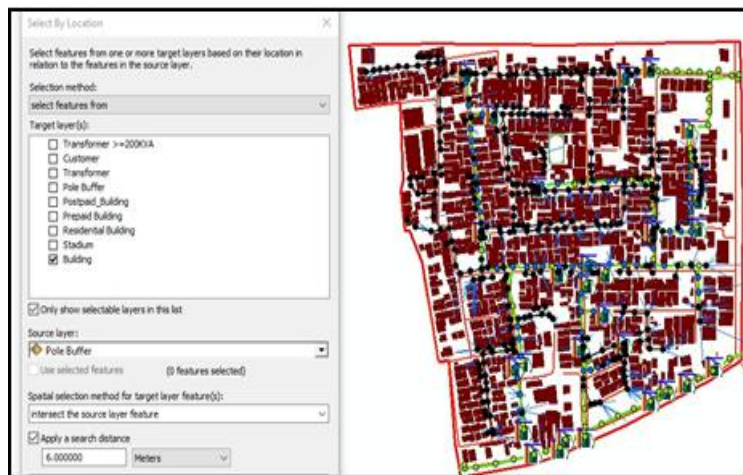 Select By Location
Select features from one or more target layers based on their location in
relation to the features in the source layer.
Selection method:
select features from
Target layer(s):
Transformer >=200KVA
Customer
Transformer
Pole Buffer
Postpaid_Building
Prepaid Building
Residential Building
Stadium
Building
Only show selectable layers in this list
Source layer:
Pole Buffer
Use selected features (0 features selected)
Spatial selection method for target layer feature(s):
intersect the source layer feature
Apply a search distance
6.000000 Meters